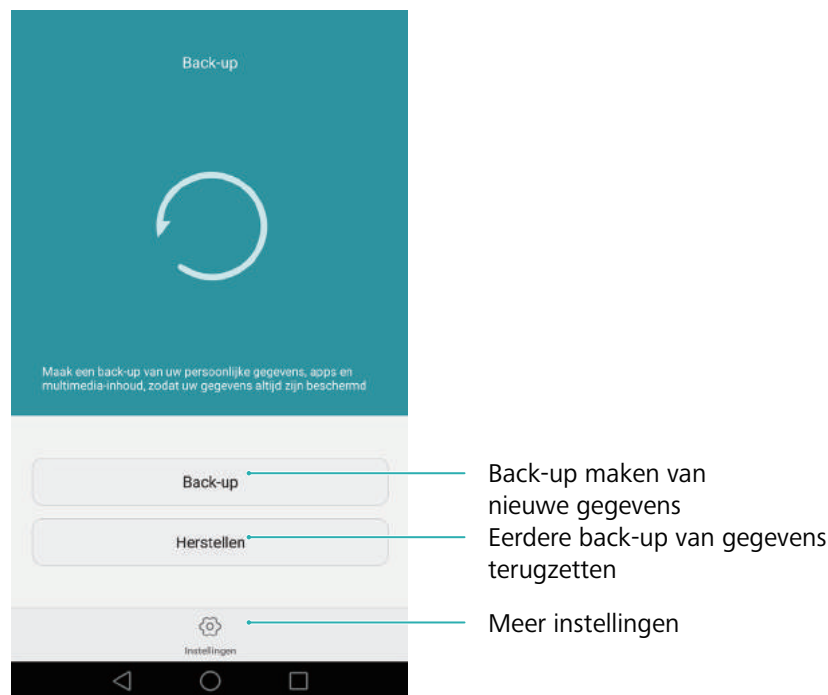 Back-up
Maak een back-up van uw persoonlijke gegevens, apps en
multimedia-inhoud, zodat uw gegevens altijd zijn beschermd
Back-up
Herstellen
Instellingen
Back-up maken van
nieuwe gegevens
Eerdere back-up van gegevens
terugzetten
Meer instellingen